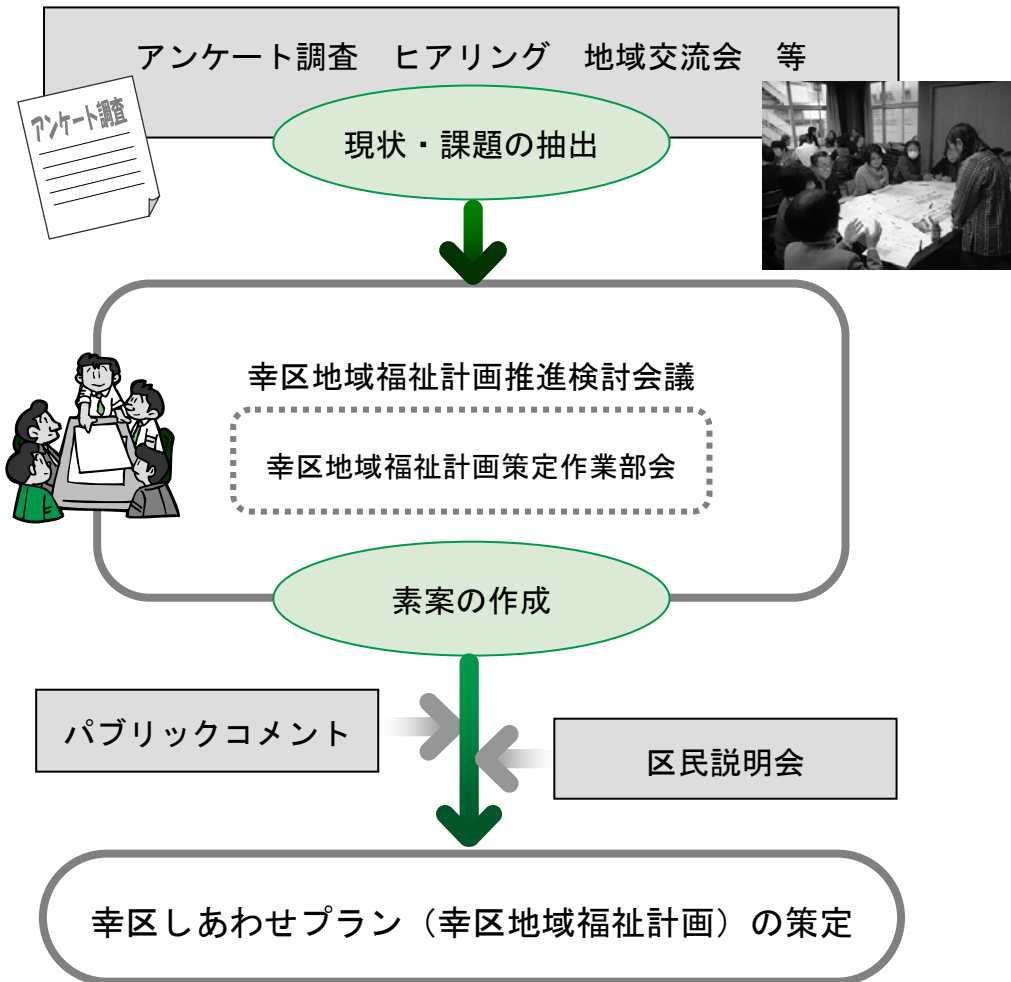 アンケート調査　ヒアリング　地域交流会　等
アンケート調査
現状・課題の抽出
幸区地域福祉計画推進検討会議
幸区地域福祉計画策定作業部会
素案の作成
パブリックコメント
区民説明会
幸区しあわせプラン（幸区地域福祉計画）の策定